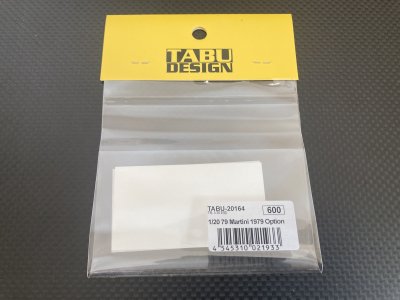 TABU
DESIGN
TABU-20164
600
1/20 79 Martini 1979 Option
4 545310 021933